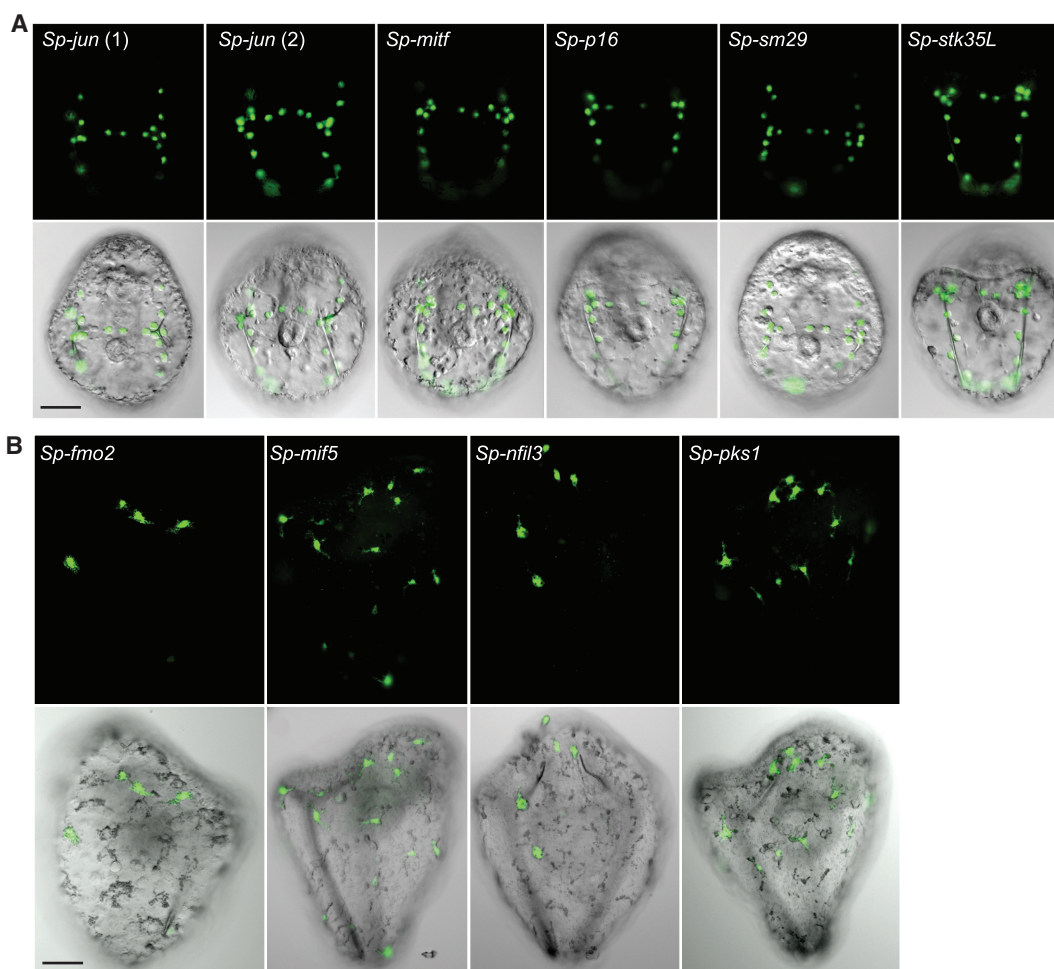 A
Sp-jun (1) Sp-jun (2) Sp-mitf Sp-p16 Sp-sm29 Sp-stk35L
B
Sp-fmo2 Sp-mif5 Sp-nfil3 Sp-pks1